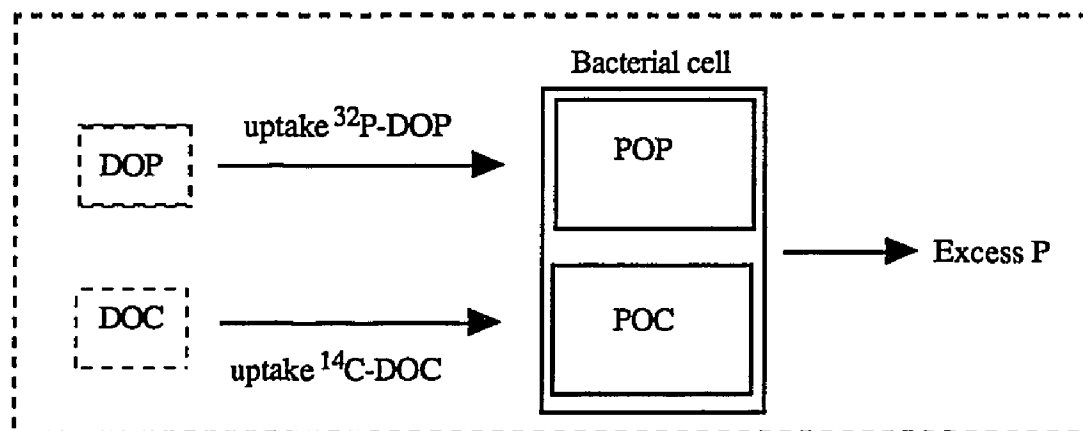 Bacterial cell
uptake ³²P-DOP
DOP
POP
Excess P
DOC
POC
uptake ¹⁴C-DOC